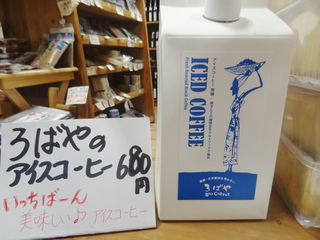 ろばやの
アイスコーヒー 680円
いっちばーん
美味しい♪ アイスコーヒー
ICED COFFEE
ろばや